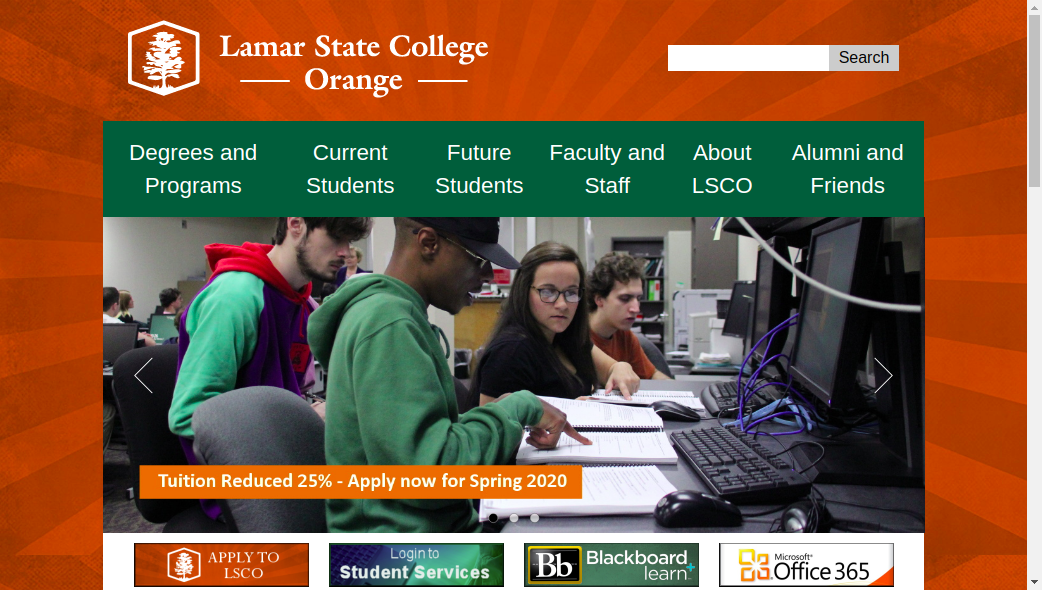 Lamar State College
Orange
Search
Degrees and
Programs
Current
Students
Future
Students
Faculty and
Staff
About
LSCO
Alumni and
Friends
Tuition Reduced 25% - Apply now for Spring 2020
APPLY TO
LSCO
Login to
Student Services
Bb
Blackboard
learn+
Microsoft®
Office 365